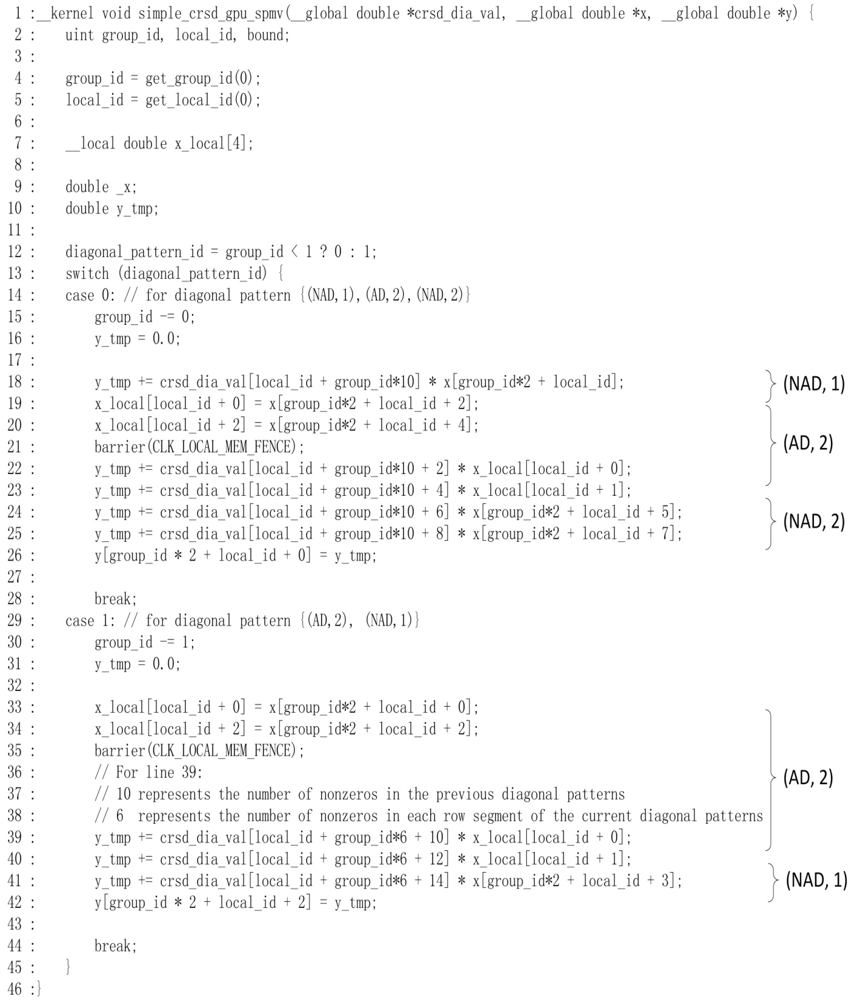 1 :__kernel void simple_crsd_gpu_spmv(__global double *crsd_dia_val, __global double *x, __global double *y) {
2 :    uint group_id, local_id, bound;
3 :
4 :    group_id = get_group_id(0);
5 :    local_id = get_local_id(0);
6 :
7 :    __local double x_local[4];
8 :
9 :    double _x;
10 :    double y_tmp;
11 :
12 :    diagonal_pattern_id = group_id < 1 ? 0 : 1;
13 :    switch (diagonal_pattern_id) {
14 :    case 0: // for diagonal pattern {(NAD,1),(AD,2),(NAD,2)}
15 :        group_id -= 0;
16 :        y_tmp = 0.0;
17 :
18 :        y_tmp += crsd_dia_val[local_id + group_id*10] * x[group_id*2 + local_id]; (NAD, 1)
19 :        x_local[local_id + 0] = x[group_id*2 + local_id + 2];
20 :        x_local[local_id + 2] = x[group_id*2 + local_id + 4];
21 :        barrier(CLK_LOCAL_MEM_FENCE); (AD, 2)
22 :        y_tmp += crsd_dia_val[local_id + group_id*10 + 2] * x_local[local_id + 0];
23 :        y_tmp += crsd_dia_val[local_id + group_id*10 + 4] * x_local[local_id + 1];
24 :        y_tmp += crsd_dia_val[local_id + group_id*10 + 6] * x[group_id*2 + local_id + 5]; (NAD, 2)
25 :        y_tmp += crsd_dia_val[local_id + group_id*10 + 8] * x[group_id*2 + local_id + 7];
26 :        y[group_id * 2 + local_id + 0] = y_tmp;
27 :
28 :        break;
29 :    case 1: // for diagonal pattern {(AD,2), (NAD,1)}
30 :        group_id -= 1;
31 :        y_tmp = 0.0;
32 :
33 :        x_local[local_id + 0] = x[group_id*2 + local_id + 0];
34 :        x_local[local_id + 2] = x[group_id*2 + local_id + 2];
35 :        barrier(CLK_LOCAL_MEM_FENCE);
36 :        // For line 39: (AD, 2)
37 :        // 10 represents the number of nonzeros in the previous diagonal patterns
38 :        // 6  represents the number of nonzeros in each row segment of the current diagonal patterns
39 :        y_tmp += crsd_dia_val[local_id + group_id*6 + 10] * x_local[local_id + 0];
40 :        y_tmp += crsd_dia_val[local_id + group_id*6 + 12] * x_local[local_id + 1];
41 :        y_tmp += crsd_dia_val[local_id + group_id*6 + 14] * x[group_id*2 + local_id + 3]; (NAD, 1)
42 :        y[group_id * 2 + local_id + 2] = y_tmp;
43 :
44 :        break;
45 :    }
46 :}